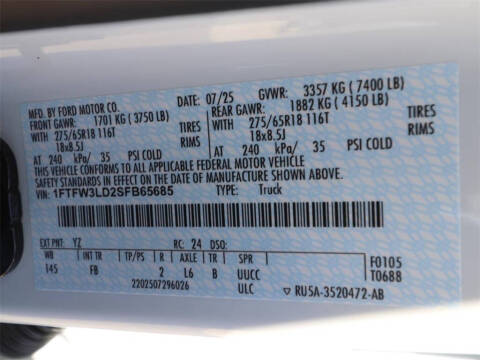 MFD. BY FORD MOTOR CO. DATE: 07/25 GVWR: 3357 KG ( 7400 LB)
FRONT GAWR: 1701 KG ( 3750 LB) REAR GAWR: 1882 KG ( 4150 LB)
WITH 275/65R18 116T TIRES WITH 275/65R18 116T TIRES
18x8.5J RIMS 18x8.5J RIMS
AT 240 kPa/ 35 PSI COLD AT 240 kPa/ 35 PSI COLD
THIS VEHICLE CONFORMS TO ALL APPLICABLE FEDERAL MOTOR VEHICLE
SAFETY AND THEFT PREVENTION STANDARDS IN EFFECT ON THE DATE OF MANUFACTURE SHOWN ABOVE.
VIN: 1FTFW3LD2SFB65685 TYPE: Truck
EXT PNT: YZ RC: 24 DSO: F0105
WB INT TR TP/PS R AXLE TR SPR T0688
145 FB 2 L6 B UUCC
2202507296026 ULC ▽ RU5A-3520472-AB